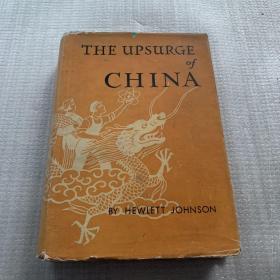 THE UPSURGE
of
CHINA
BY HEWLETT JOHNSON